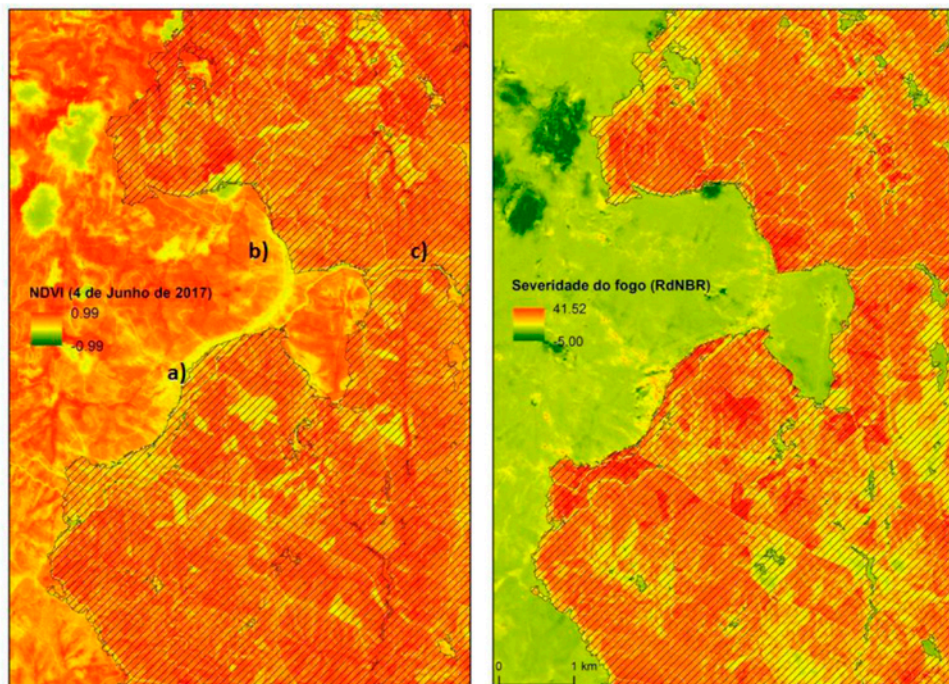 b)
c)
NDVI (4 de Junho de 2017)
0.99
-0.99
a)
Severidade do fogo (RdNBR)
41.52
-5.00
0 1 km